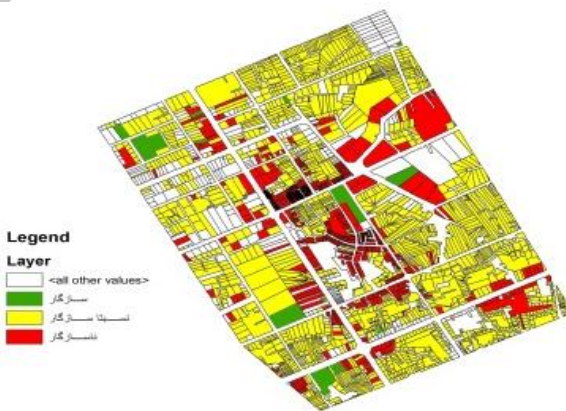 Legend
Layer
<all other values>
سازگار
نسبتا سازگار
ناسازگار